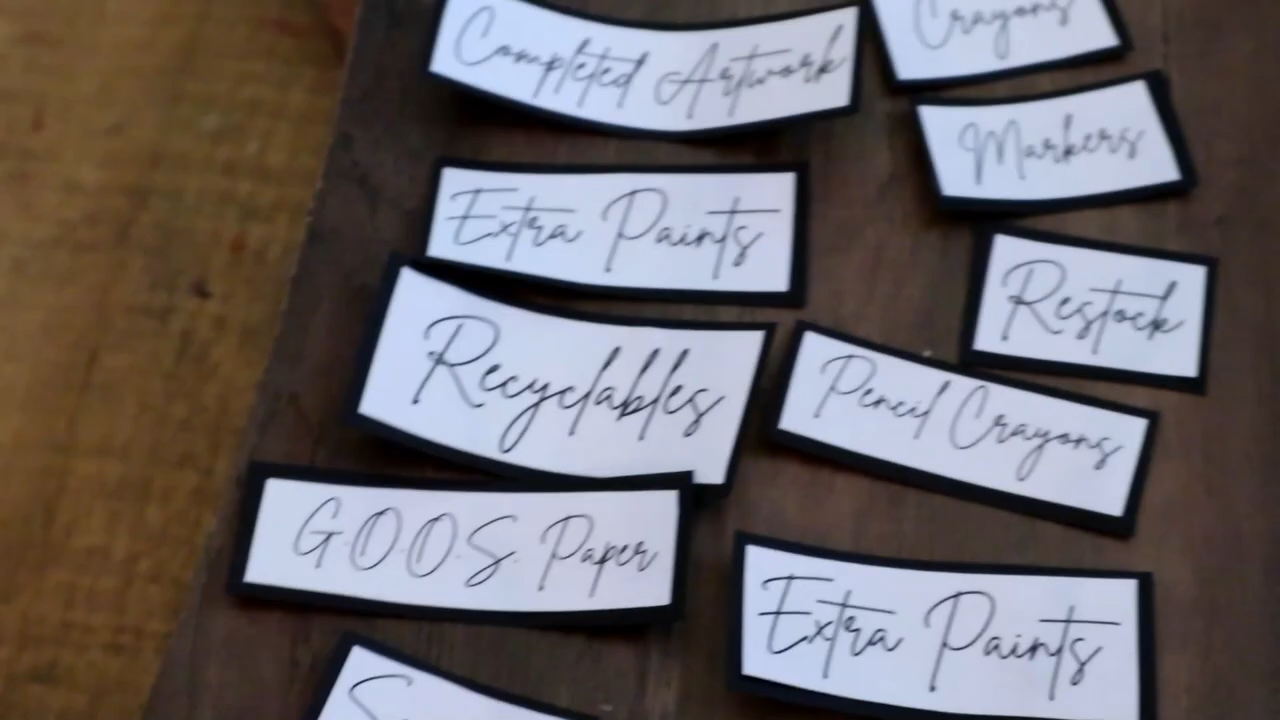 Completed Artwork
Crayons
Markers
Extra Paints
Restock
Recyclables
Pencil Crayons
G.O.O.S. Paper
Extra Paints